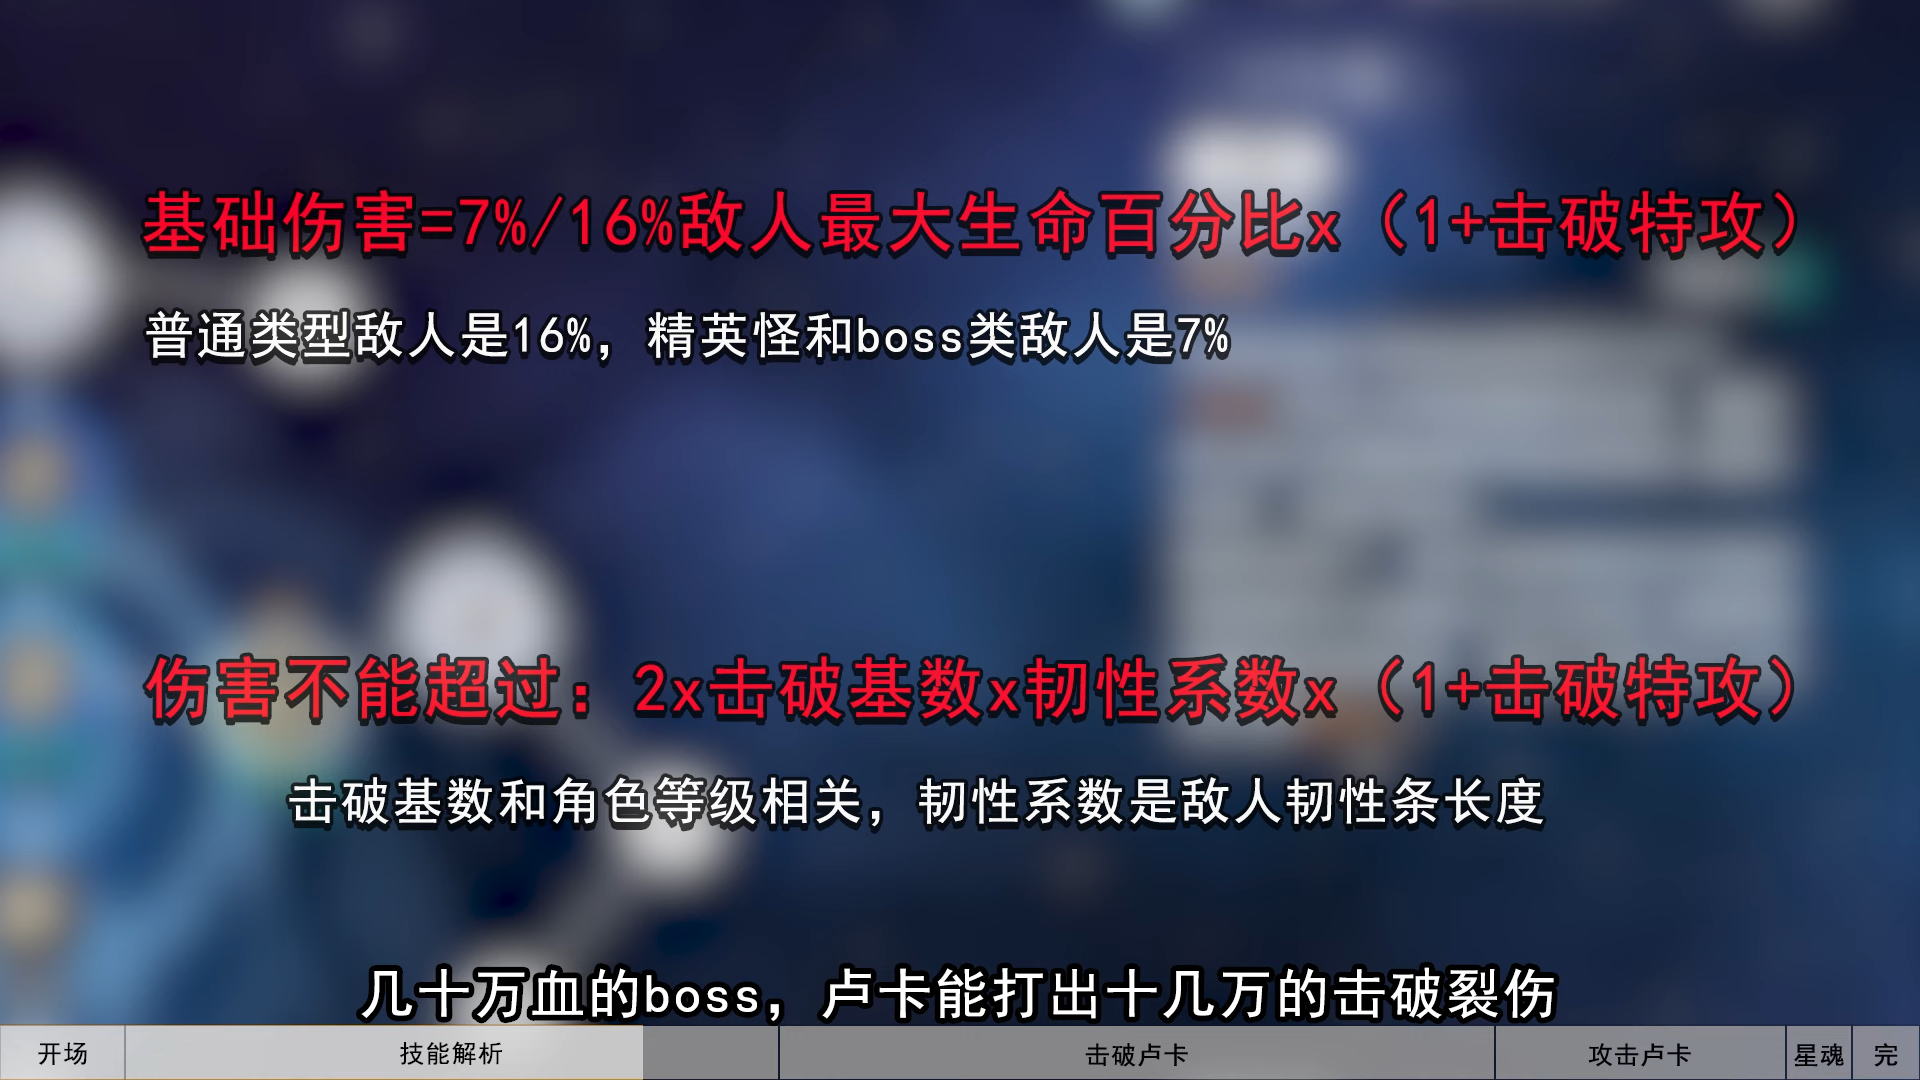 基础伤害=7%/16%敌人最大生命百分比x（1+击破特攻）
普通类型敌人是16%，精英怪和boss类敌人是7%
伤害不能超过：2x击破基数x韧性系数x（1+击破特攻）
击破基数和角色等级相关，韧性系数是敌人韧性条长度
几十万血的boss，卢卡能打出十几万的击破裂伤
开场 技能解析 击破卢卡 攻击卢卡 星魂 完